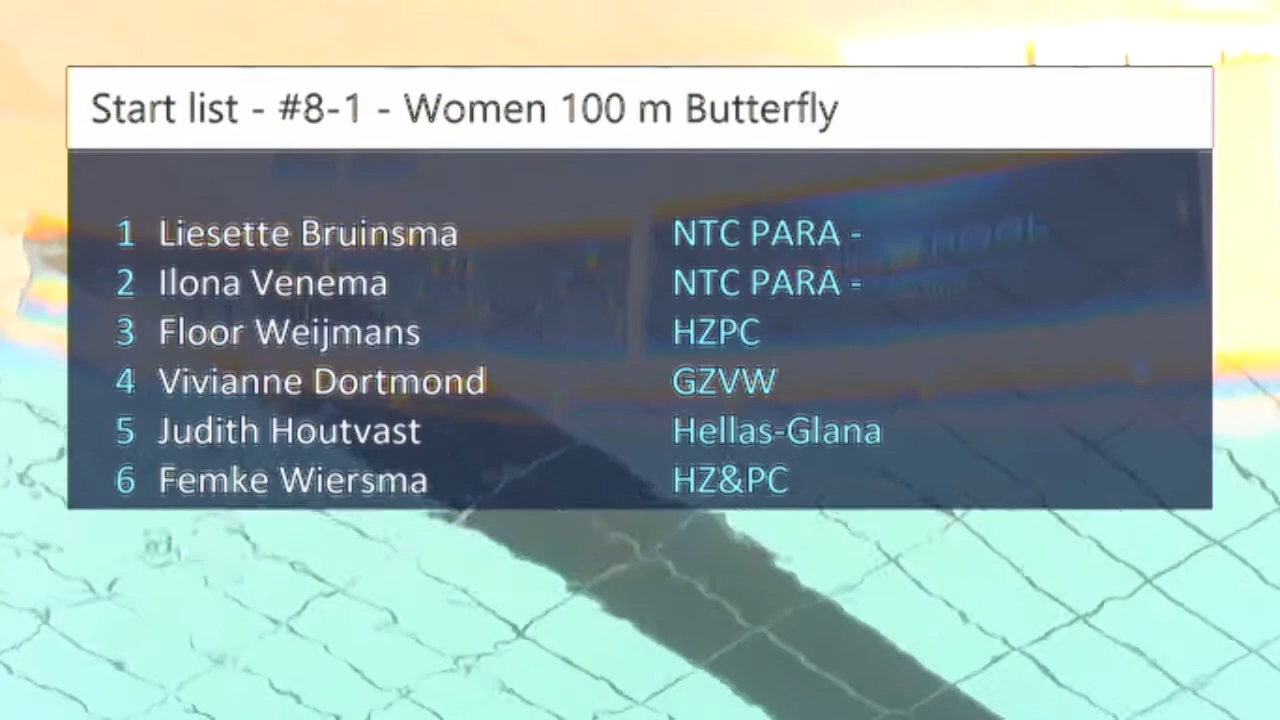 Start list - #8-1 - Women 100 m Butterfly
1 Liesette Bruinsma NTC PARA -
2 Ilona Venema NTC PARA -
3 Floor Weijmans HZPC
4 Vivianne Dortmond GZVW
5 Judith Houtvast Hellas-Glana
6 Femke Wiersma HZ&PC